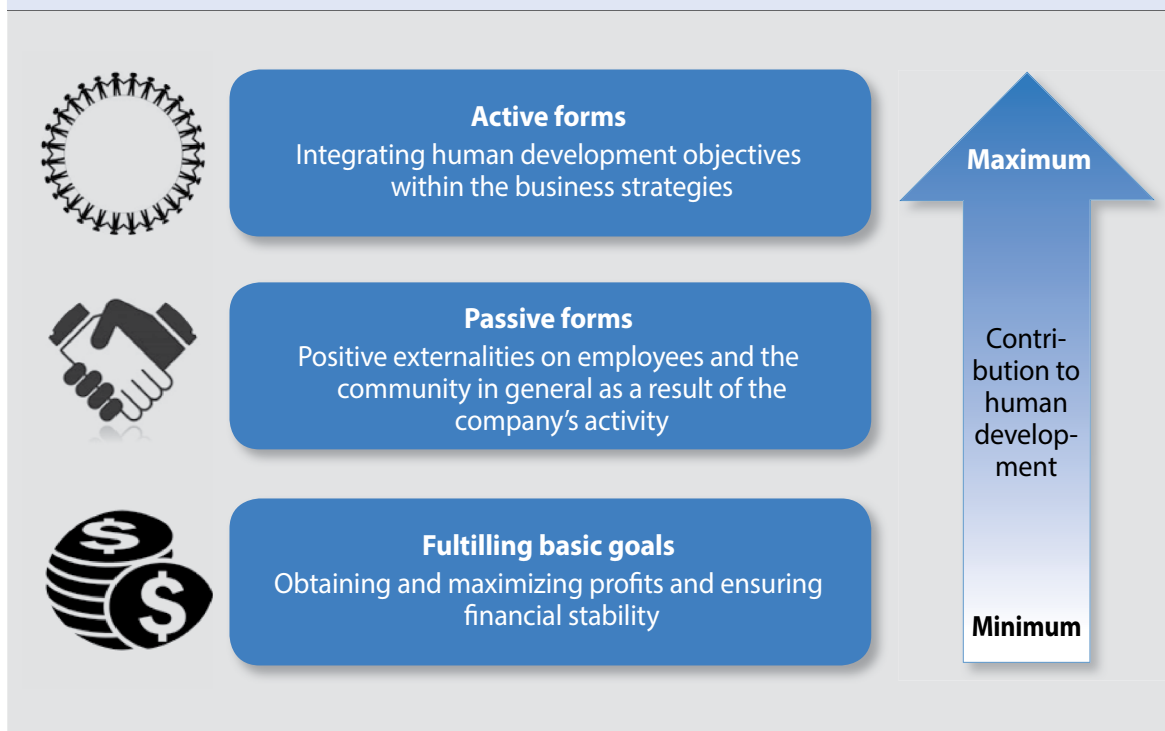 Active forms
Integrating human development objectives
within the business strategies
Maximum
Passive forms
Positive externalities on employees and the
community in general as a result of the
company's activity
Contri-
bution to
human
develop-
ment
Fultilling basic goals
Obtaining and maximizing profits and ensuring
financial stability
Minimum
$
$